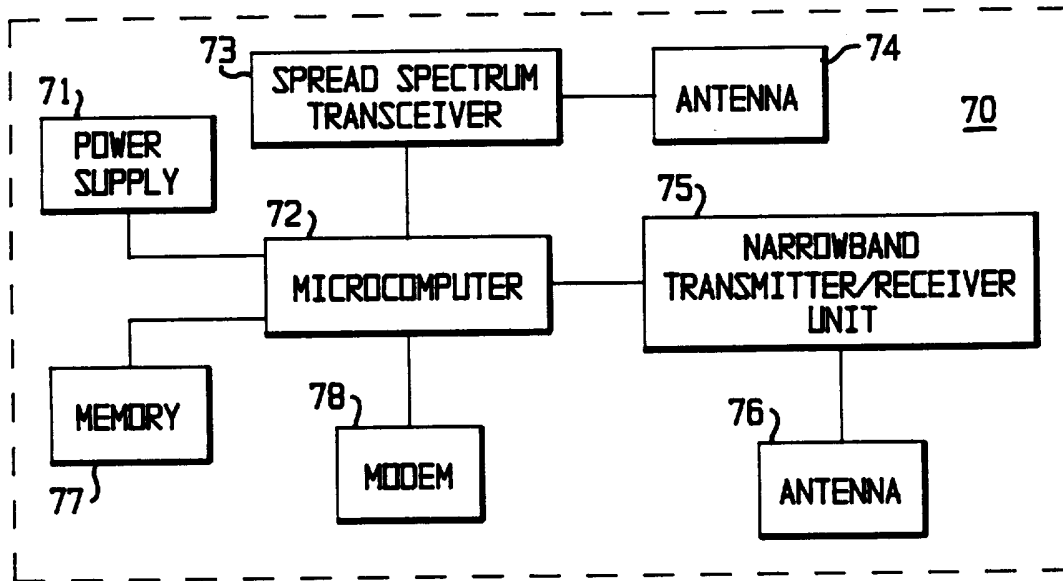 73
SPREAD SPECTRUM
TRANSCEIVER
74
ANTENNA
70
71
POWER
SUPPLY
72
MICROCOMPUTER
75
NARROWBAND
TRANSMITTER/RECEIVER
UNIT
MEMORY
77
78
MODEM
76
ANTENNA